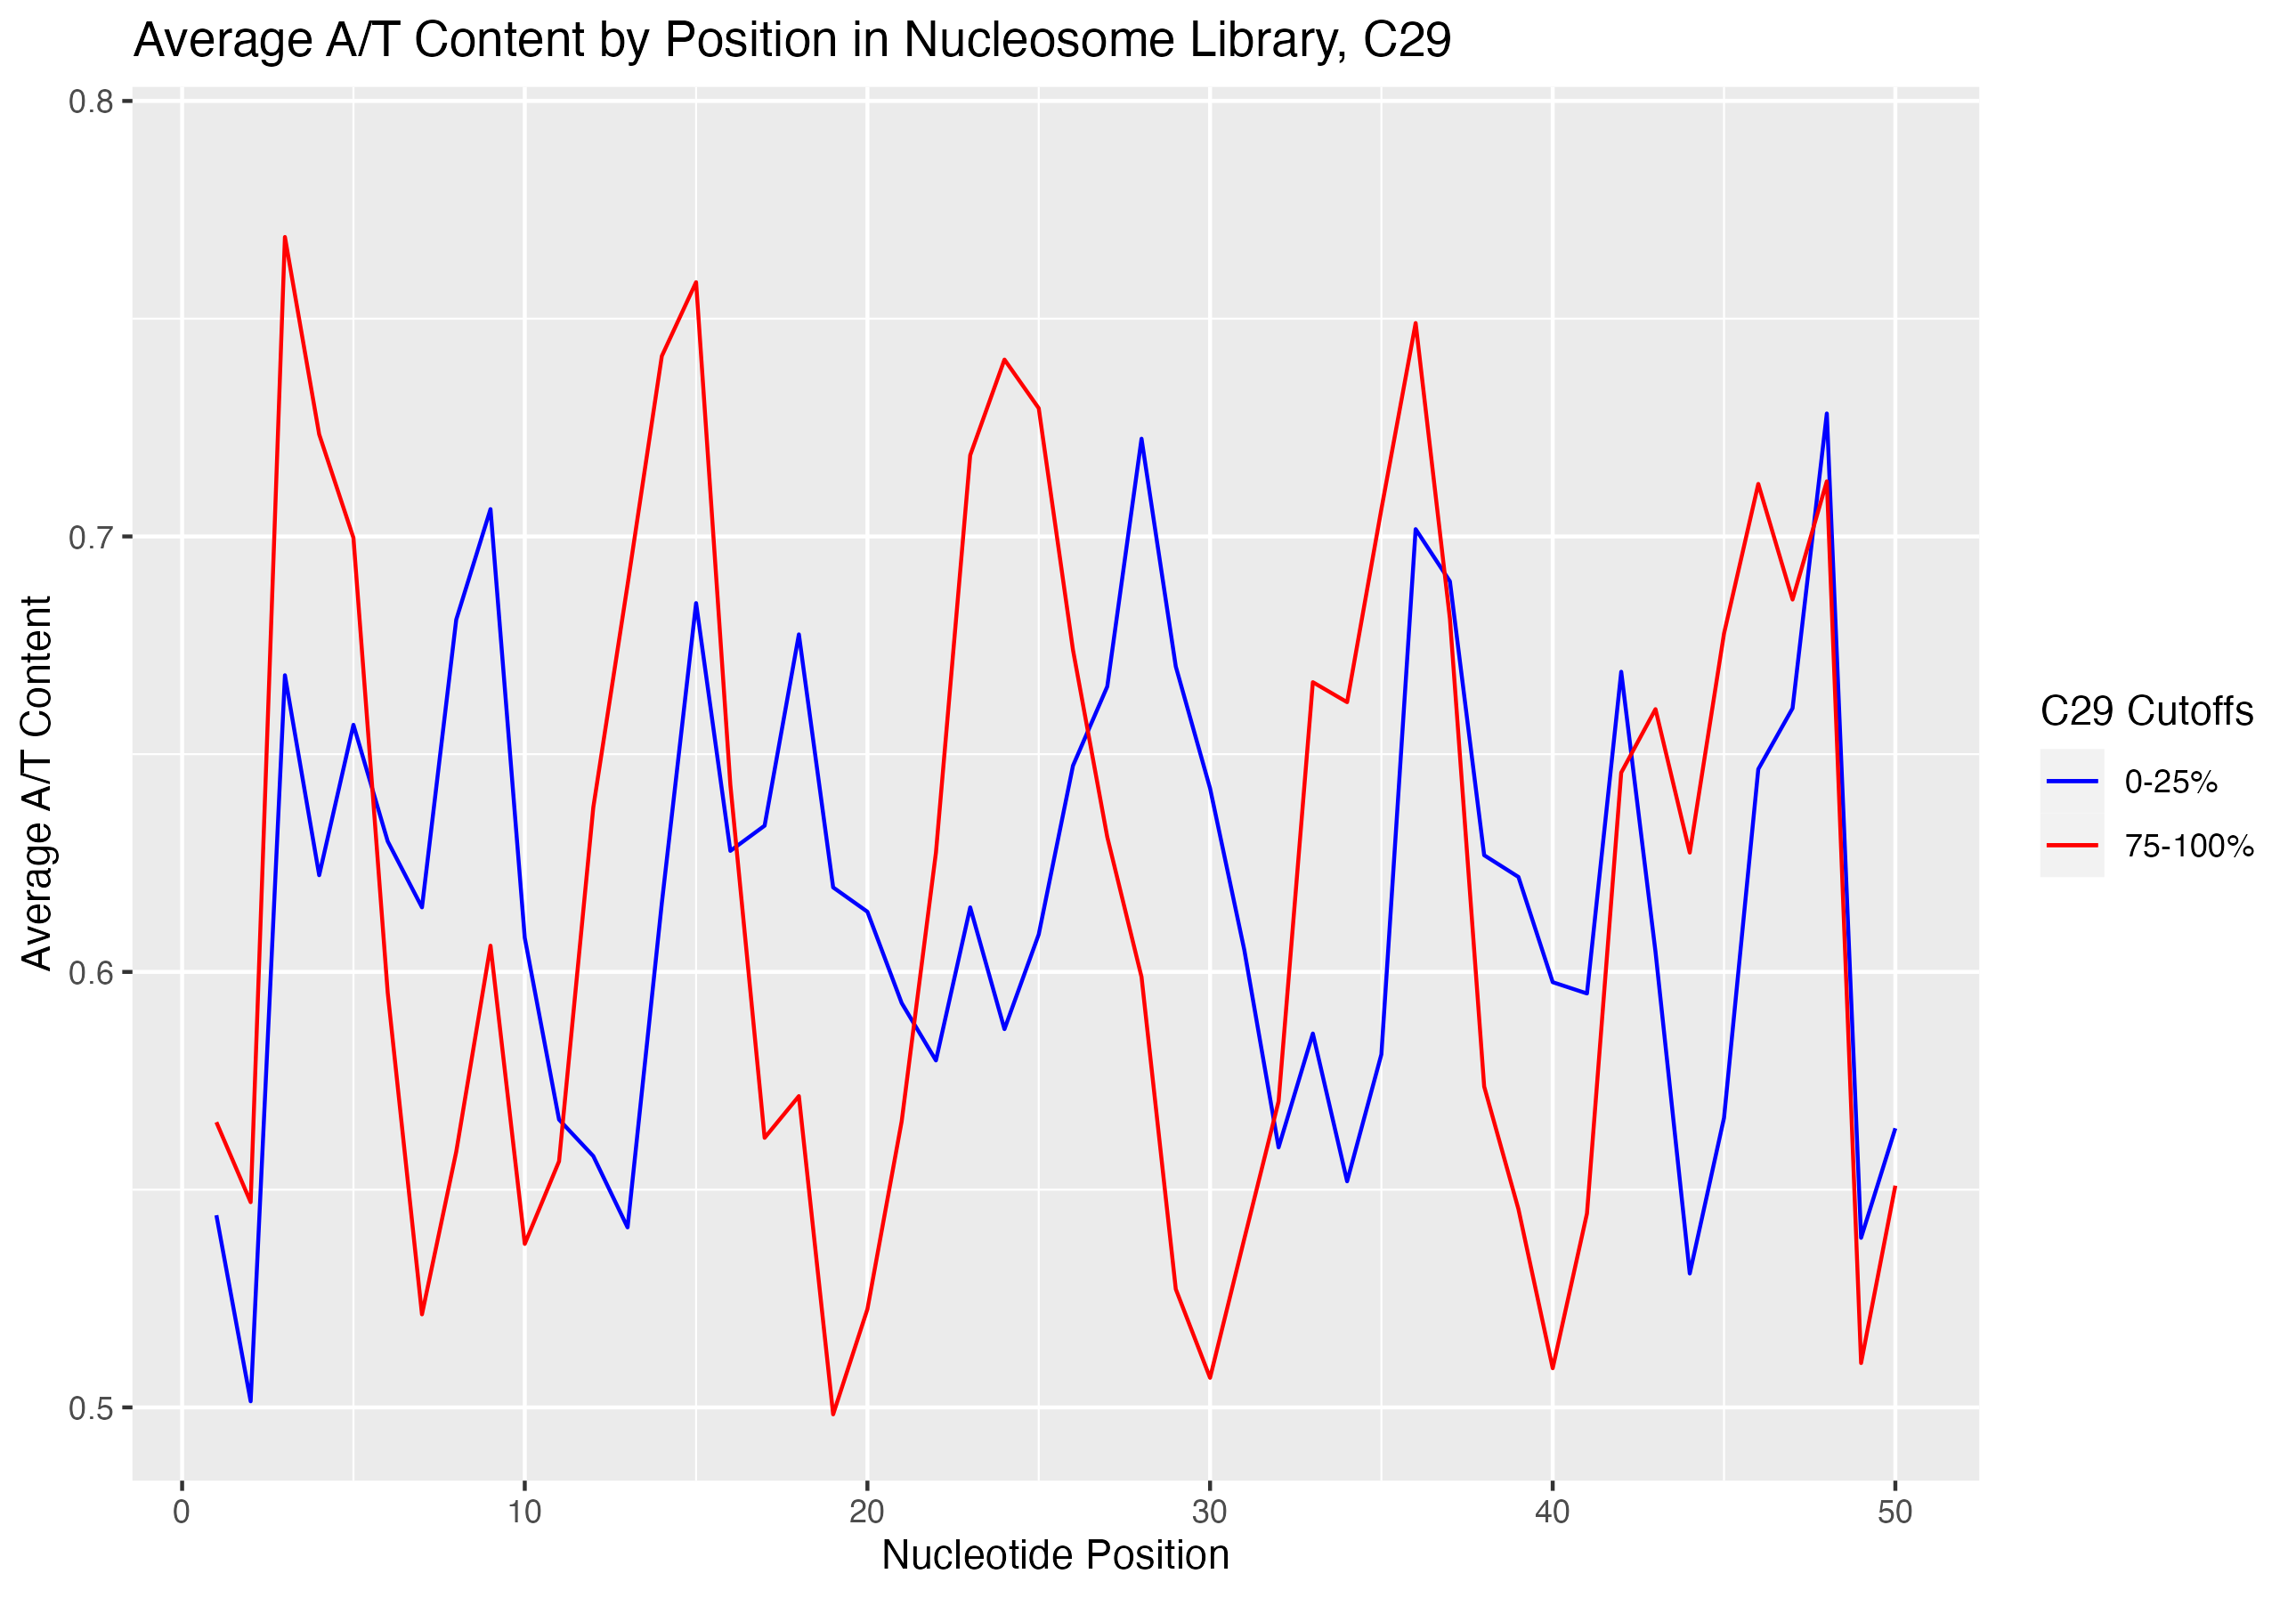 Average A/T Content by Position in Nucleosome Library, C29
0.8
0.7
0.6
0.5
Average A/T Content
0 10 20 30 40 50
Nucleotide Position
C29 Cutoffs
0-25%
75-100%